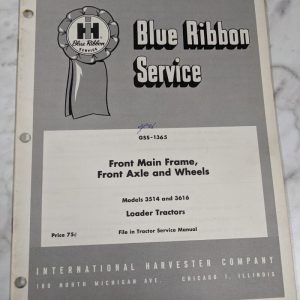 IH
Blue Ribbon
SERVICE
Blue Ribbon
Service
GSS-1365
Front Main Frame,
Front Axle and Wheels
Models 3514 and 3616
Loader Tractors
Price 75¢
File in Tractor Service Manual
INTERNATIONAL HARVESTER COMPANY
180 NORTH MICHIGAN AVE. CHICAGO 1, ILLINOIS